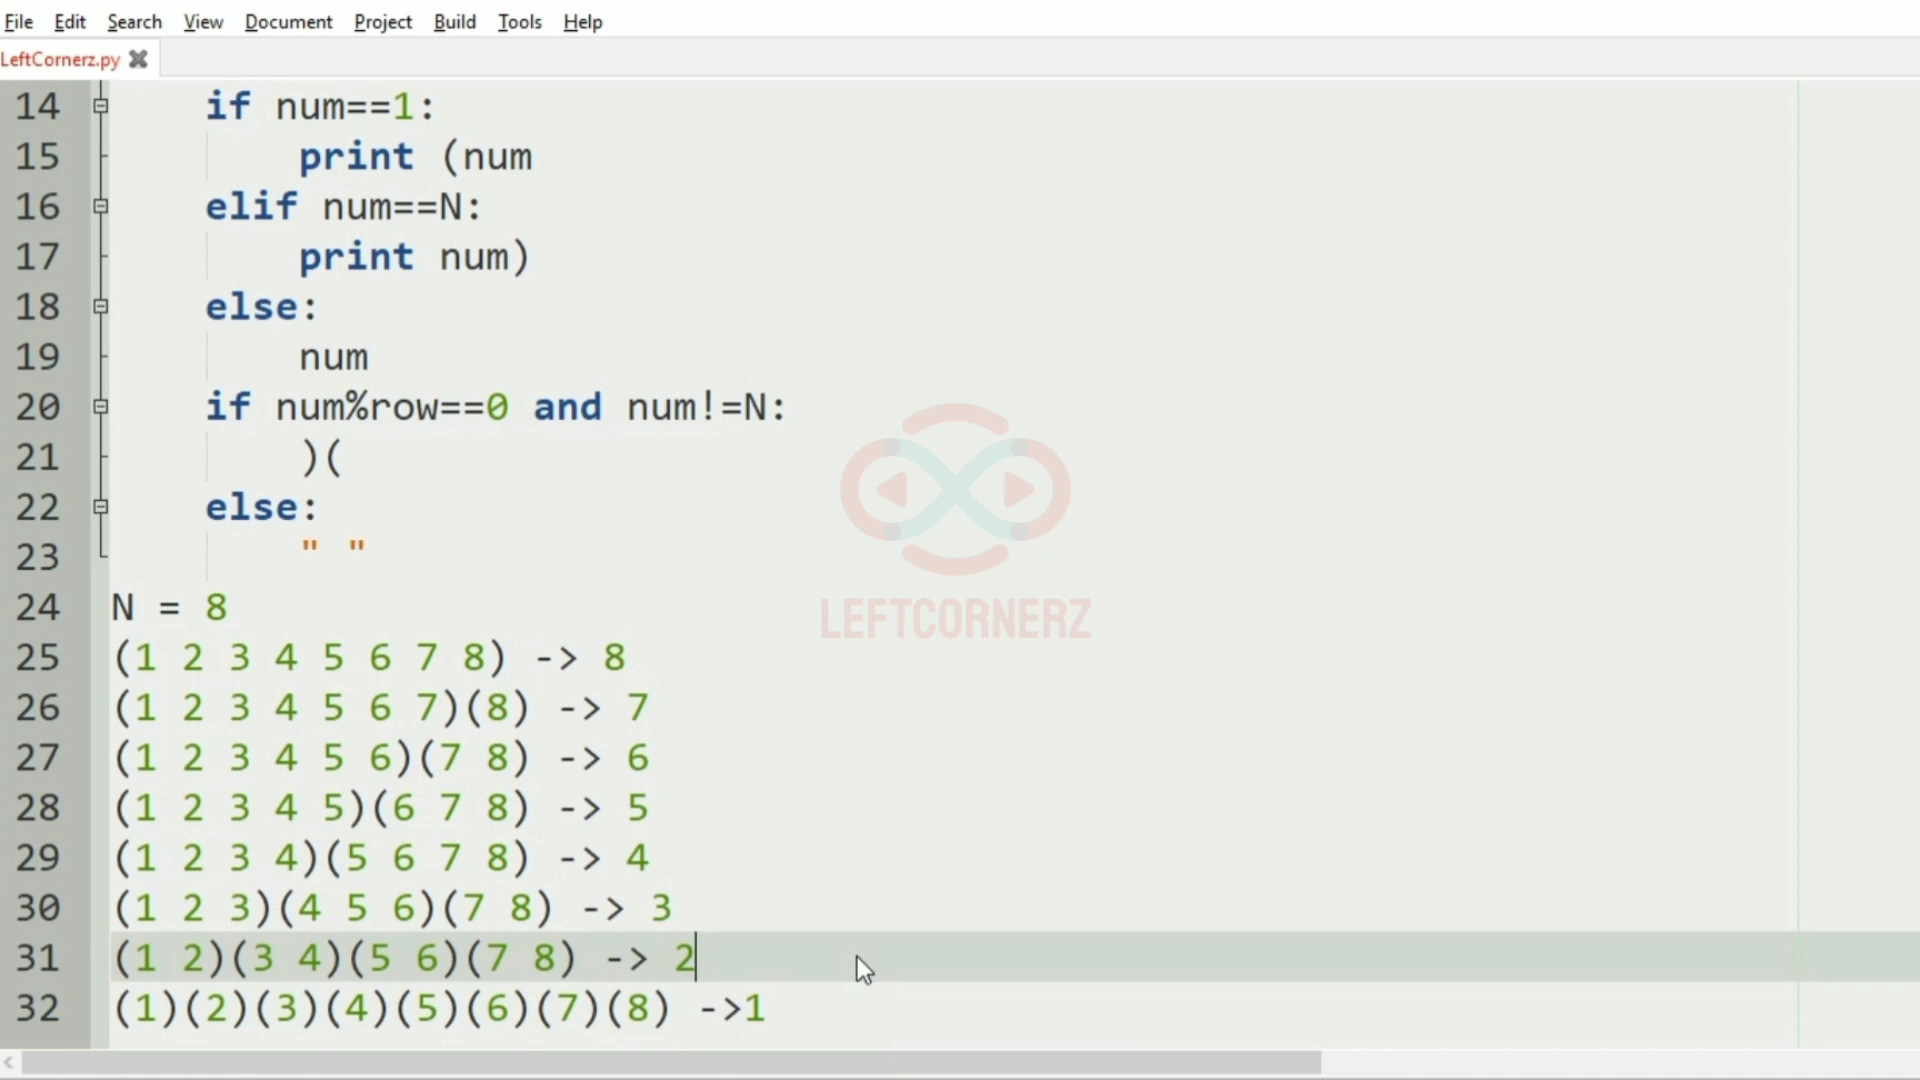 File Edit Search View Document Project Build Tools Help
LeftCornerz.py
14 if num==1:
15 print (num
16 elif num==N:
17 print num)
18 else:
19 num
20 if num%row==0 and num!=N:
21 )(
22 else:
23 " "
24 N = 8
25 (1 2 3 4 5 6 7 8) -> 8
26 (1 2 3 4 5 6 7)(8) -> 7
27 (1 2 3 4 5 6)(7 8) -> 6
28 (1 2 3 4 5)(6 7 8) -> 5
29 (1 2 3 4)(5 6 7 8) -> 4
30 (1 2 3)(4 5 6)(7 8) -> 3
31 (1 2)(3 4)(5 6)(7 8) -> 2
32 (1)(2)(3)(4)(5)(6)(7)(8) ->1
LEFTCORNERZ